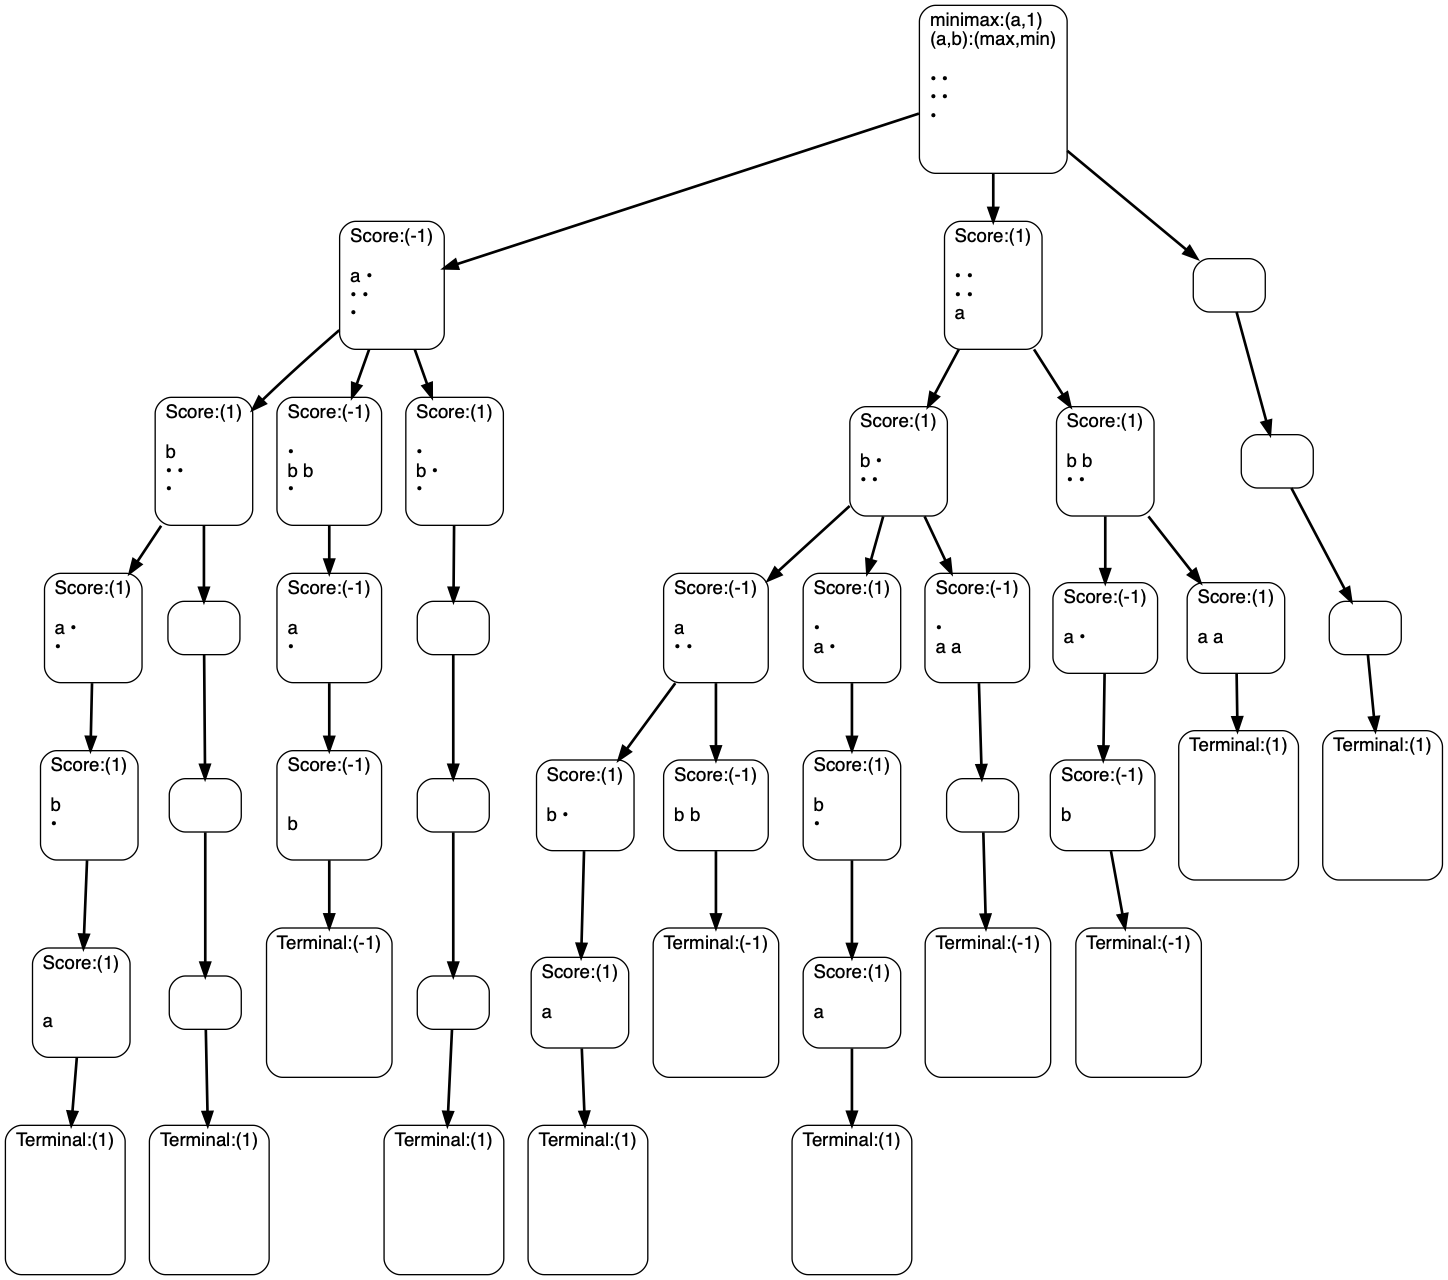 minimax:(a,1)
(a,b):(max,min)
• •
• •
•
Score:(-1)
a •
• •
•
Score:(1)
• •
• •
a
Score:(1)
b
• •
•
Score:(-1)
•
b b
•
Score:(1)
•
b •
•
Score:(1)
b •
• •
Score:(1)
b b
• •
Score:(1)
a •
•
Score:(-1)
a
•
Score:(-1)
a
• •
Score:(1)
•
a •
Score:(-1)
•
a a
Score:(-1)
a •
Score:(1)
a a
Score:(1)
b
•
Score:(-1)
b
Score:(1)
b •
Score:(-1)
b b
Score:(1)
b
•
Score:(-1)
b
Terminal:(1)
Terminal:(1)
Score:(1)
a
Terminal:(-1)
Score:(1)
a
Terminal:(-1)
Score:(1)
a
Terminal:(-1)
Terminal:(-1)
Terminal:(1)
Terminal:(1)
Terminal:(1)
Terminal:(1)
Terminal:(1)